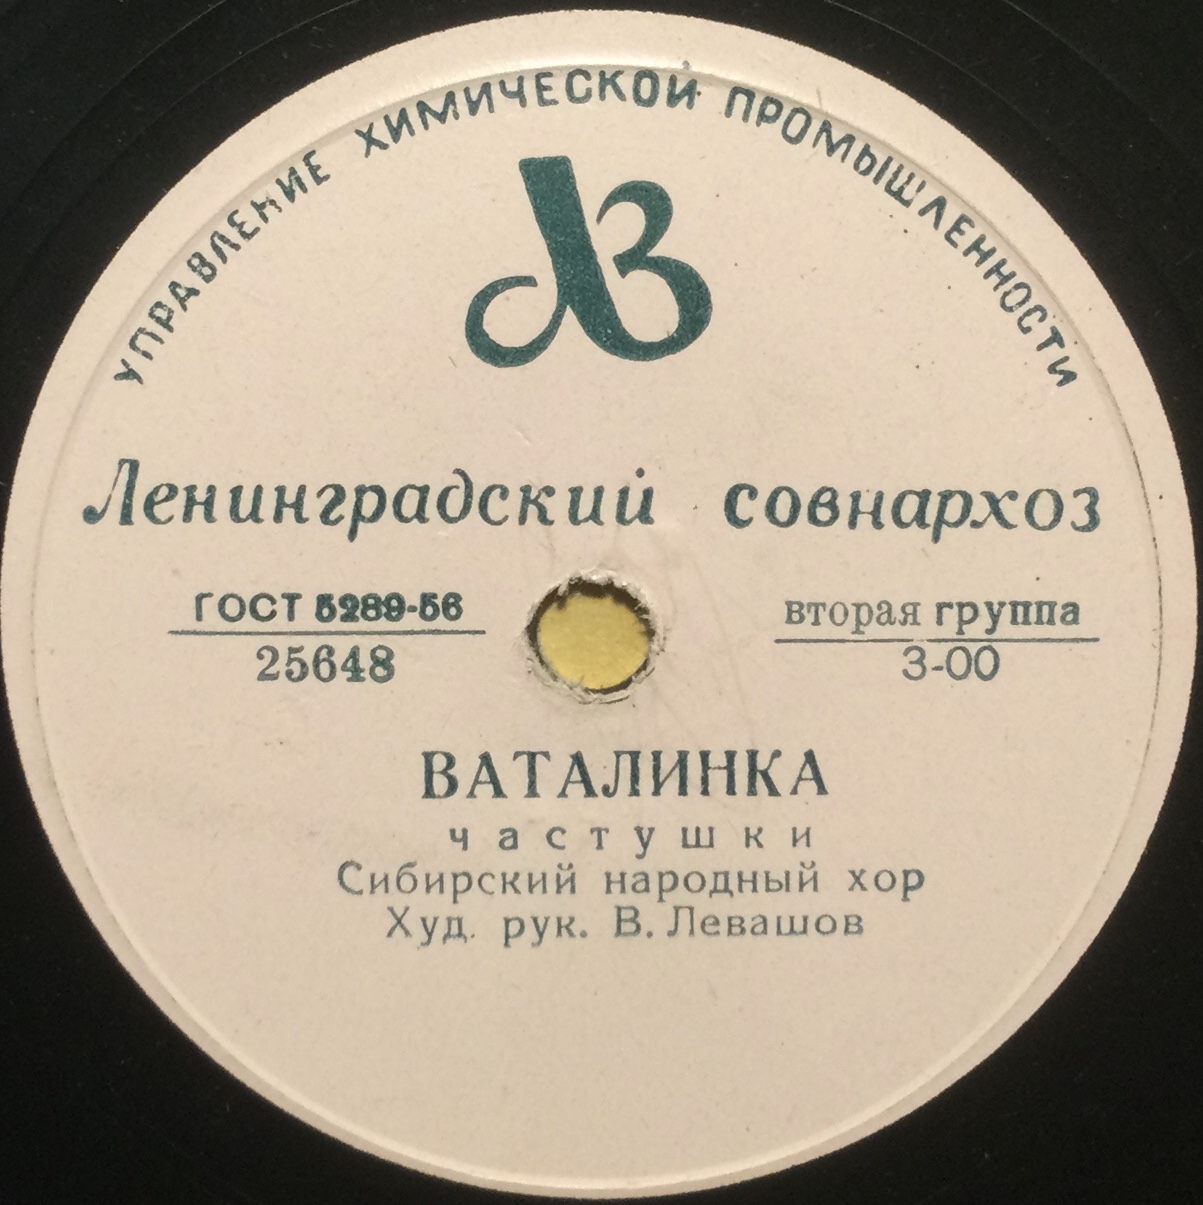 УПРАВЛЕНИЕ ХИМИЧЕСКОЙ ПРОМЫШЛЕННОСТИ
ЛВ
Ленинградский совнархоз
ГОСТ 5289-56
25648
вторая группа
3-00
ВАТАЛИНКА
частушки
Сибирский народный хор
Худ. рук. В. Левашов